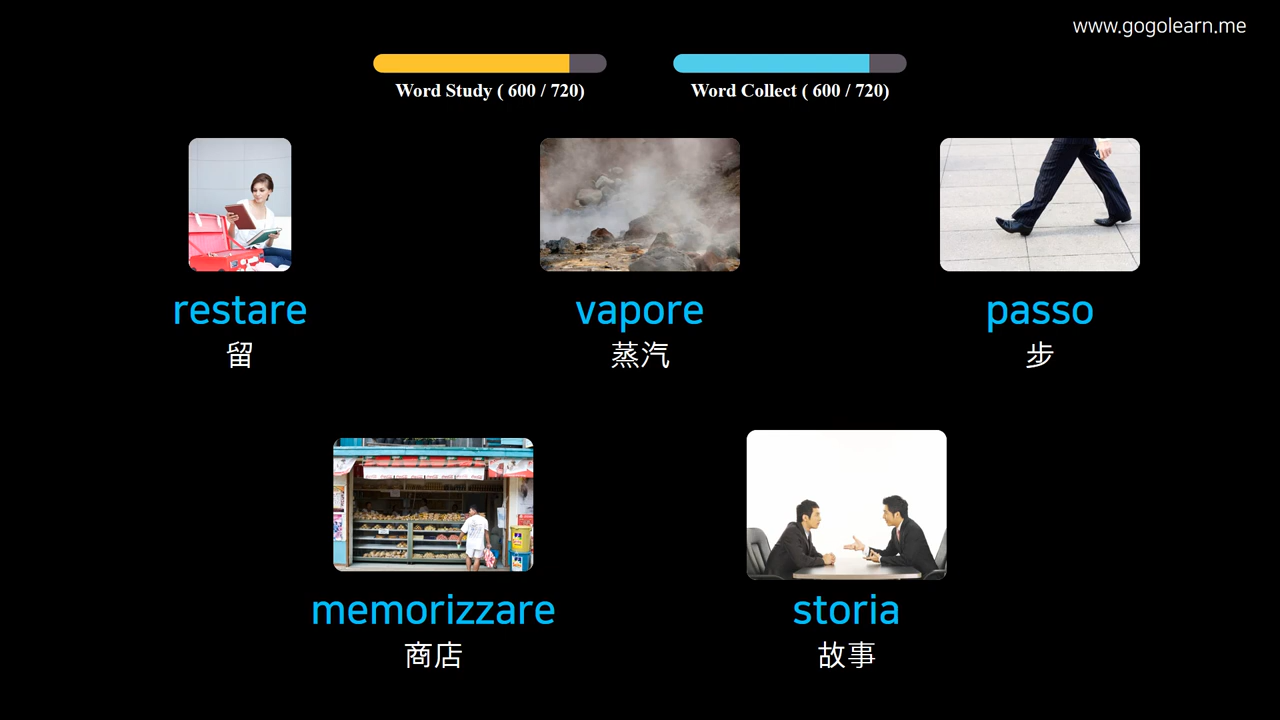 www.gogolearn.me
Word Study ( 600 / 720)
Word Collect ( 600 / 720)
restare
留
vapore
蒸汽
passo
步
memorizzare
商店
storia
故事